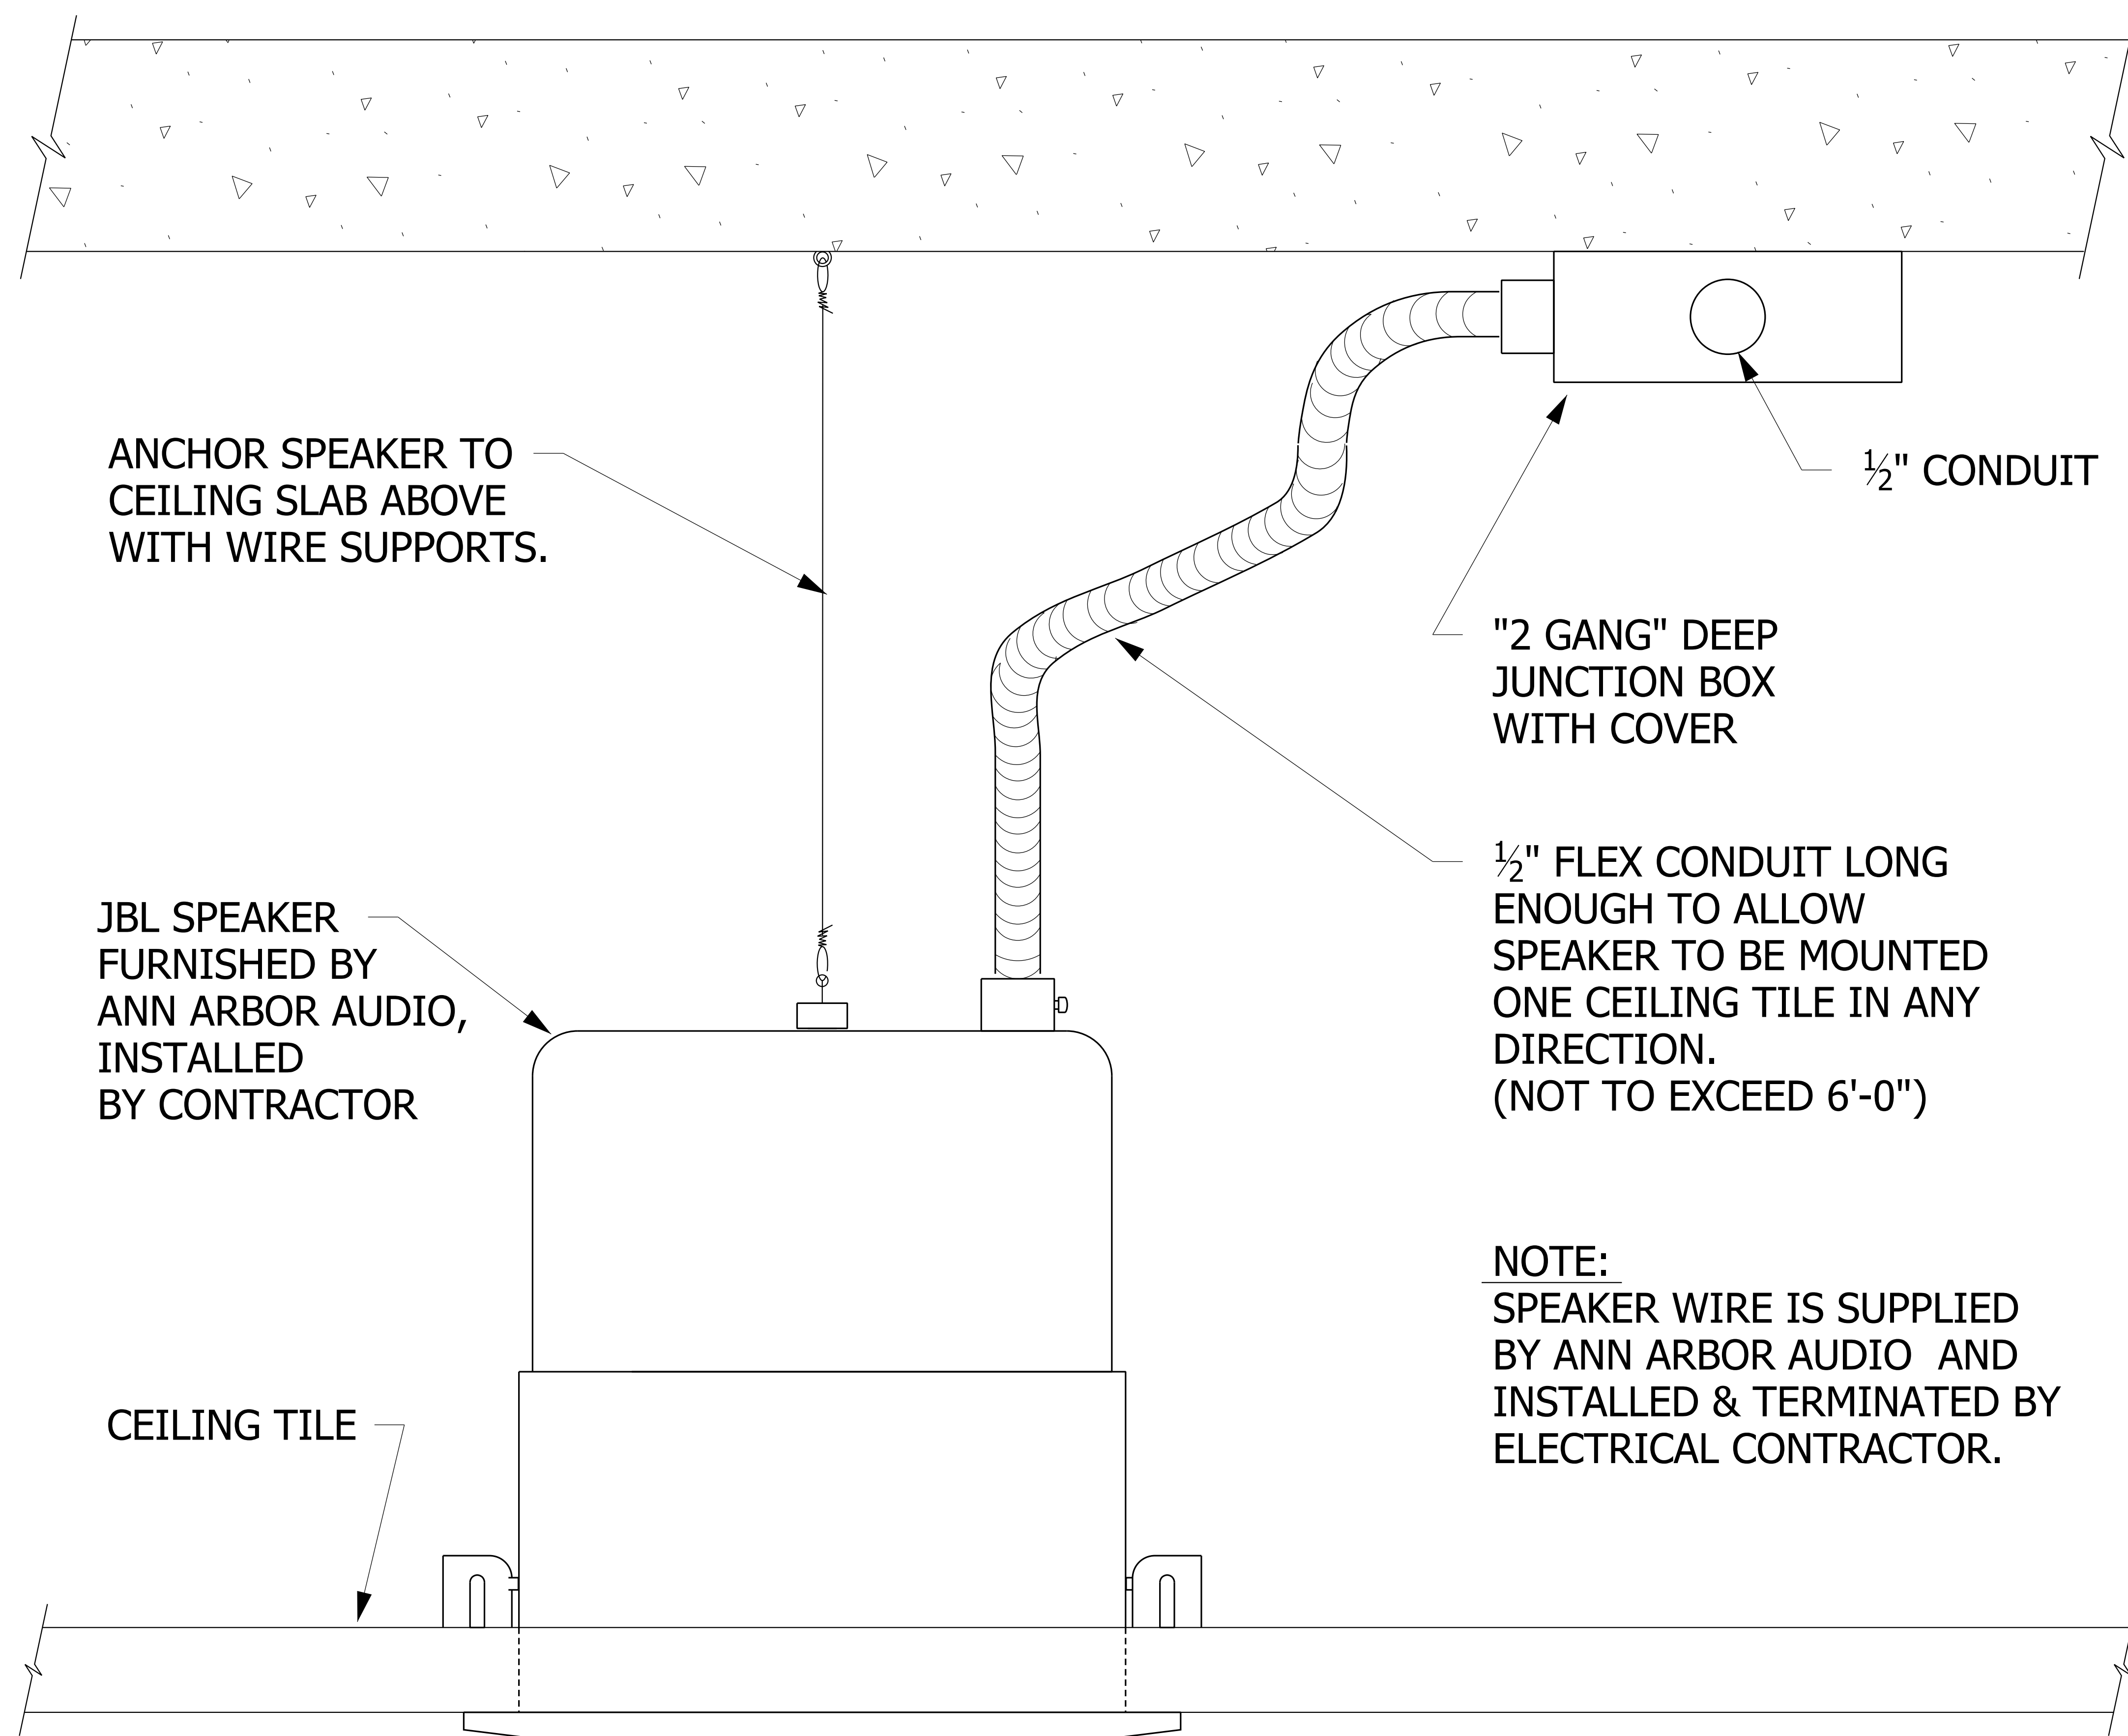 ANCHOR SPEAKER TO
CEILING SLAB ABOVE
WITH WIRE SUPPORTS.
½" CONDUIT
"2 GANG" DEEP
JUNCTION BOX
WITH COVER
½" FLEX CONDUIT LONG
ENOUGH TO ALLOW
SPEAKER TO BE MOUNTED
ONE CEILING TILE IN ANY
DIRECTION.
(NOT TO EXCEED 6'-0")
JBL SPEAKER
FURNISHED BY
ANN ARBOR AUDIO,
INSTALLED
BY CONTRACTOR
NOTE:
SPEAKER WIRE IS SUPPLIED
BY ANN ARBOR AUDIO  AND
INSTALLED & TERMINATED BY
ELECTRICAL CONTRACTOR.
CEILING TILE